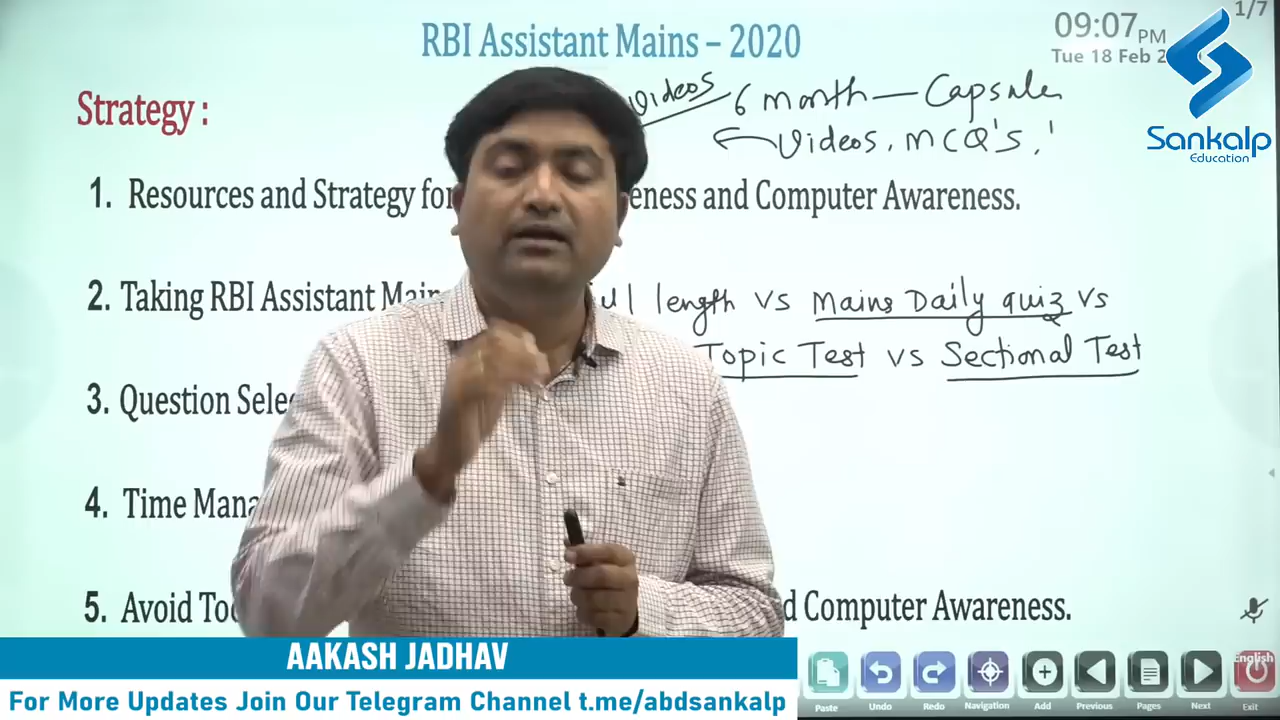 1/7
RBI Assistant Mains – 2020
09:07 PM
Tue 18 Feb 2
Sankalp
Education
Strategy :
Videos 6 month — Capsule
Videos, MCQ's,
1. Resources and Strategy for eness and Computer Awareness.
2. Taking RBI Assistant Main ul length vs Mains Daily quiz vs
Topic Test vs Sectional Test
3. Question Sele
4. Time Mana
5. Avoid Too d Computer Awareness.
AAKASH JADHAV
For More Updates Join Our Telegram Channel t.me/abdsankalp
English
Paste Undo Redo Navigation Add Previous Pages Next Exit